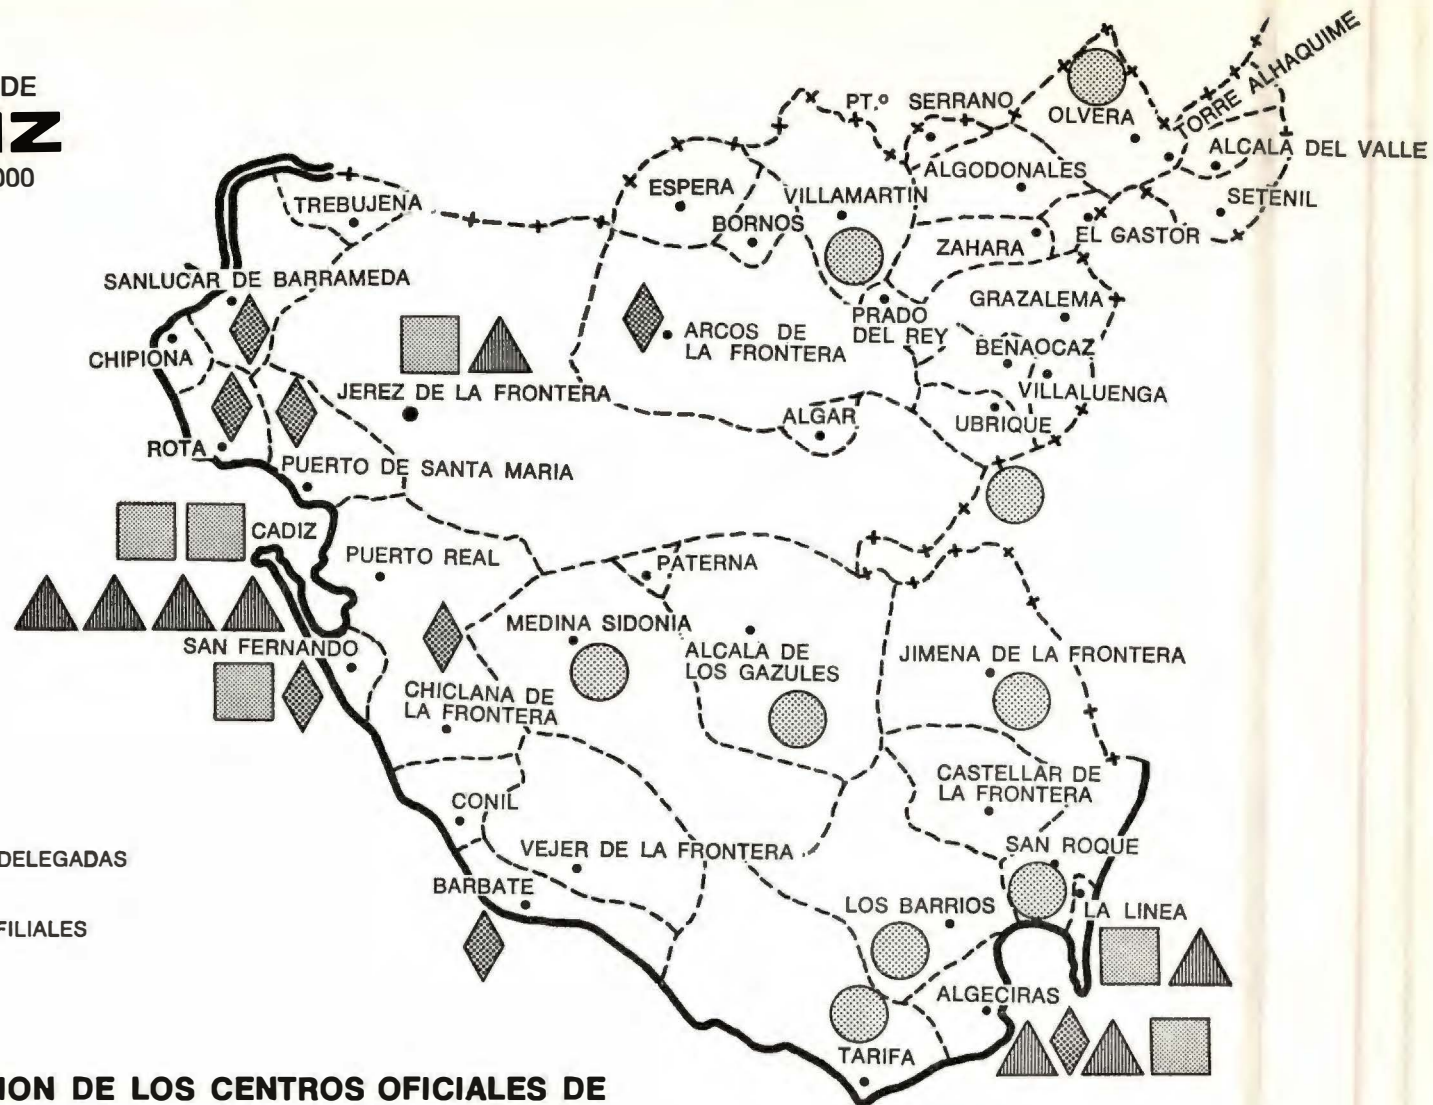 DE
IZ
000
PT.º SERRANO
OLVERA
TORRE ALHAQUIME
ALCALA DEL VALLE
ALGODONALES
SETENIL
ESPERA
VILLAMARTIN
TREBUJENA
BORNOS
ZAHARA
EL GASTOR
SANLUCAR DE BARRAMEDA
GRAZALEMA
PRADO
DEL REY
ARCOS DE
LA FRONTERA
CHIPIONA
BENAOCAZ
VILLALUENGA
JEREZ DE LA FRONTERA
ALGAR
UBRIQUE
ROTA
PUERTO DE SANTA MARIA
CADIZ
PUERTO REAL
PATERNA
MEDINA SIDONIA
SAN FERNANDO
ALCALA DE
LOS GAZULES
JIMENA DE LA FRONTERA
CHICLANA DE
LA FRONTERA
CASTELLAR DE
LA FRONTERA
CONIL
VEJER DE LA FRONTERA
SAN ROQUE
DELEGADAS
BARBATE
LOS BARRIOS
LA LINEA
FILIALES
ALGECIRAS
TARIFA
ION DE LOS CENTROS OFICIALES DE